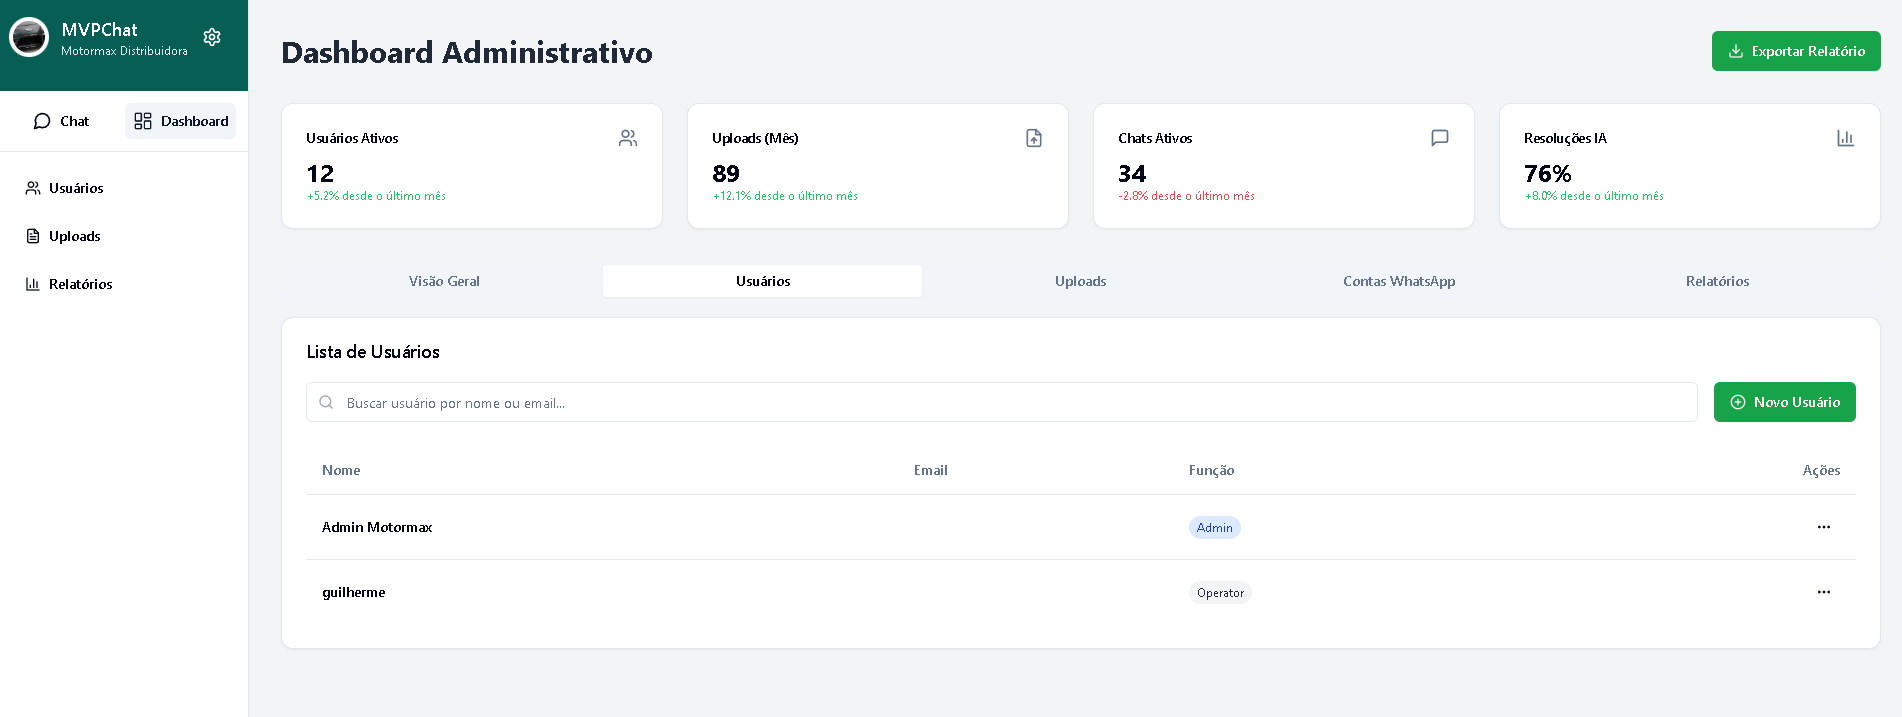 MVPChat
Motormax Distribuidora
Chat
Dashboard
Usuários
Uploads
Relatórios
Dashboard Administrativo
Exportar Relatório
Usuários Ativos
12
+5.2% desde o último mês
Uploads (Mês)
89
+12.1% desde o último mês
Chats Ativos
34
-2.8% desde o último mês
Resoluções IA
76%
+8.0% desde o último mês
Visão Geral
Usuários
Uploads
Contas WhatsApp
Relatórios
Lista de Usuários
Buscar usuário por nome ou email...
Novo Usuário
Nome
Email
Função
Ações
Admin Motormax
Admin
guilherme
Operator